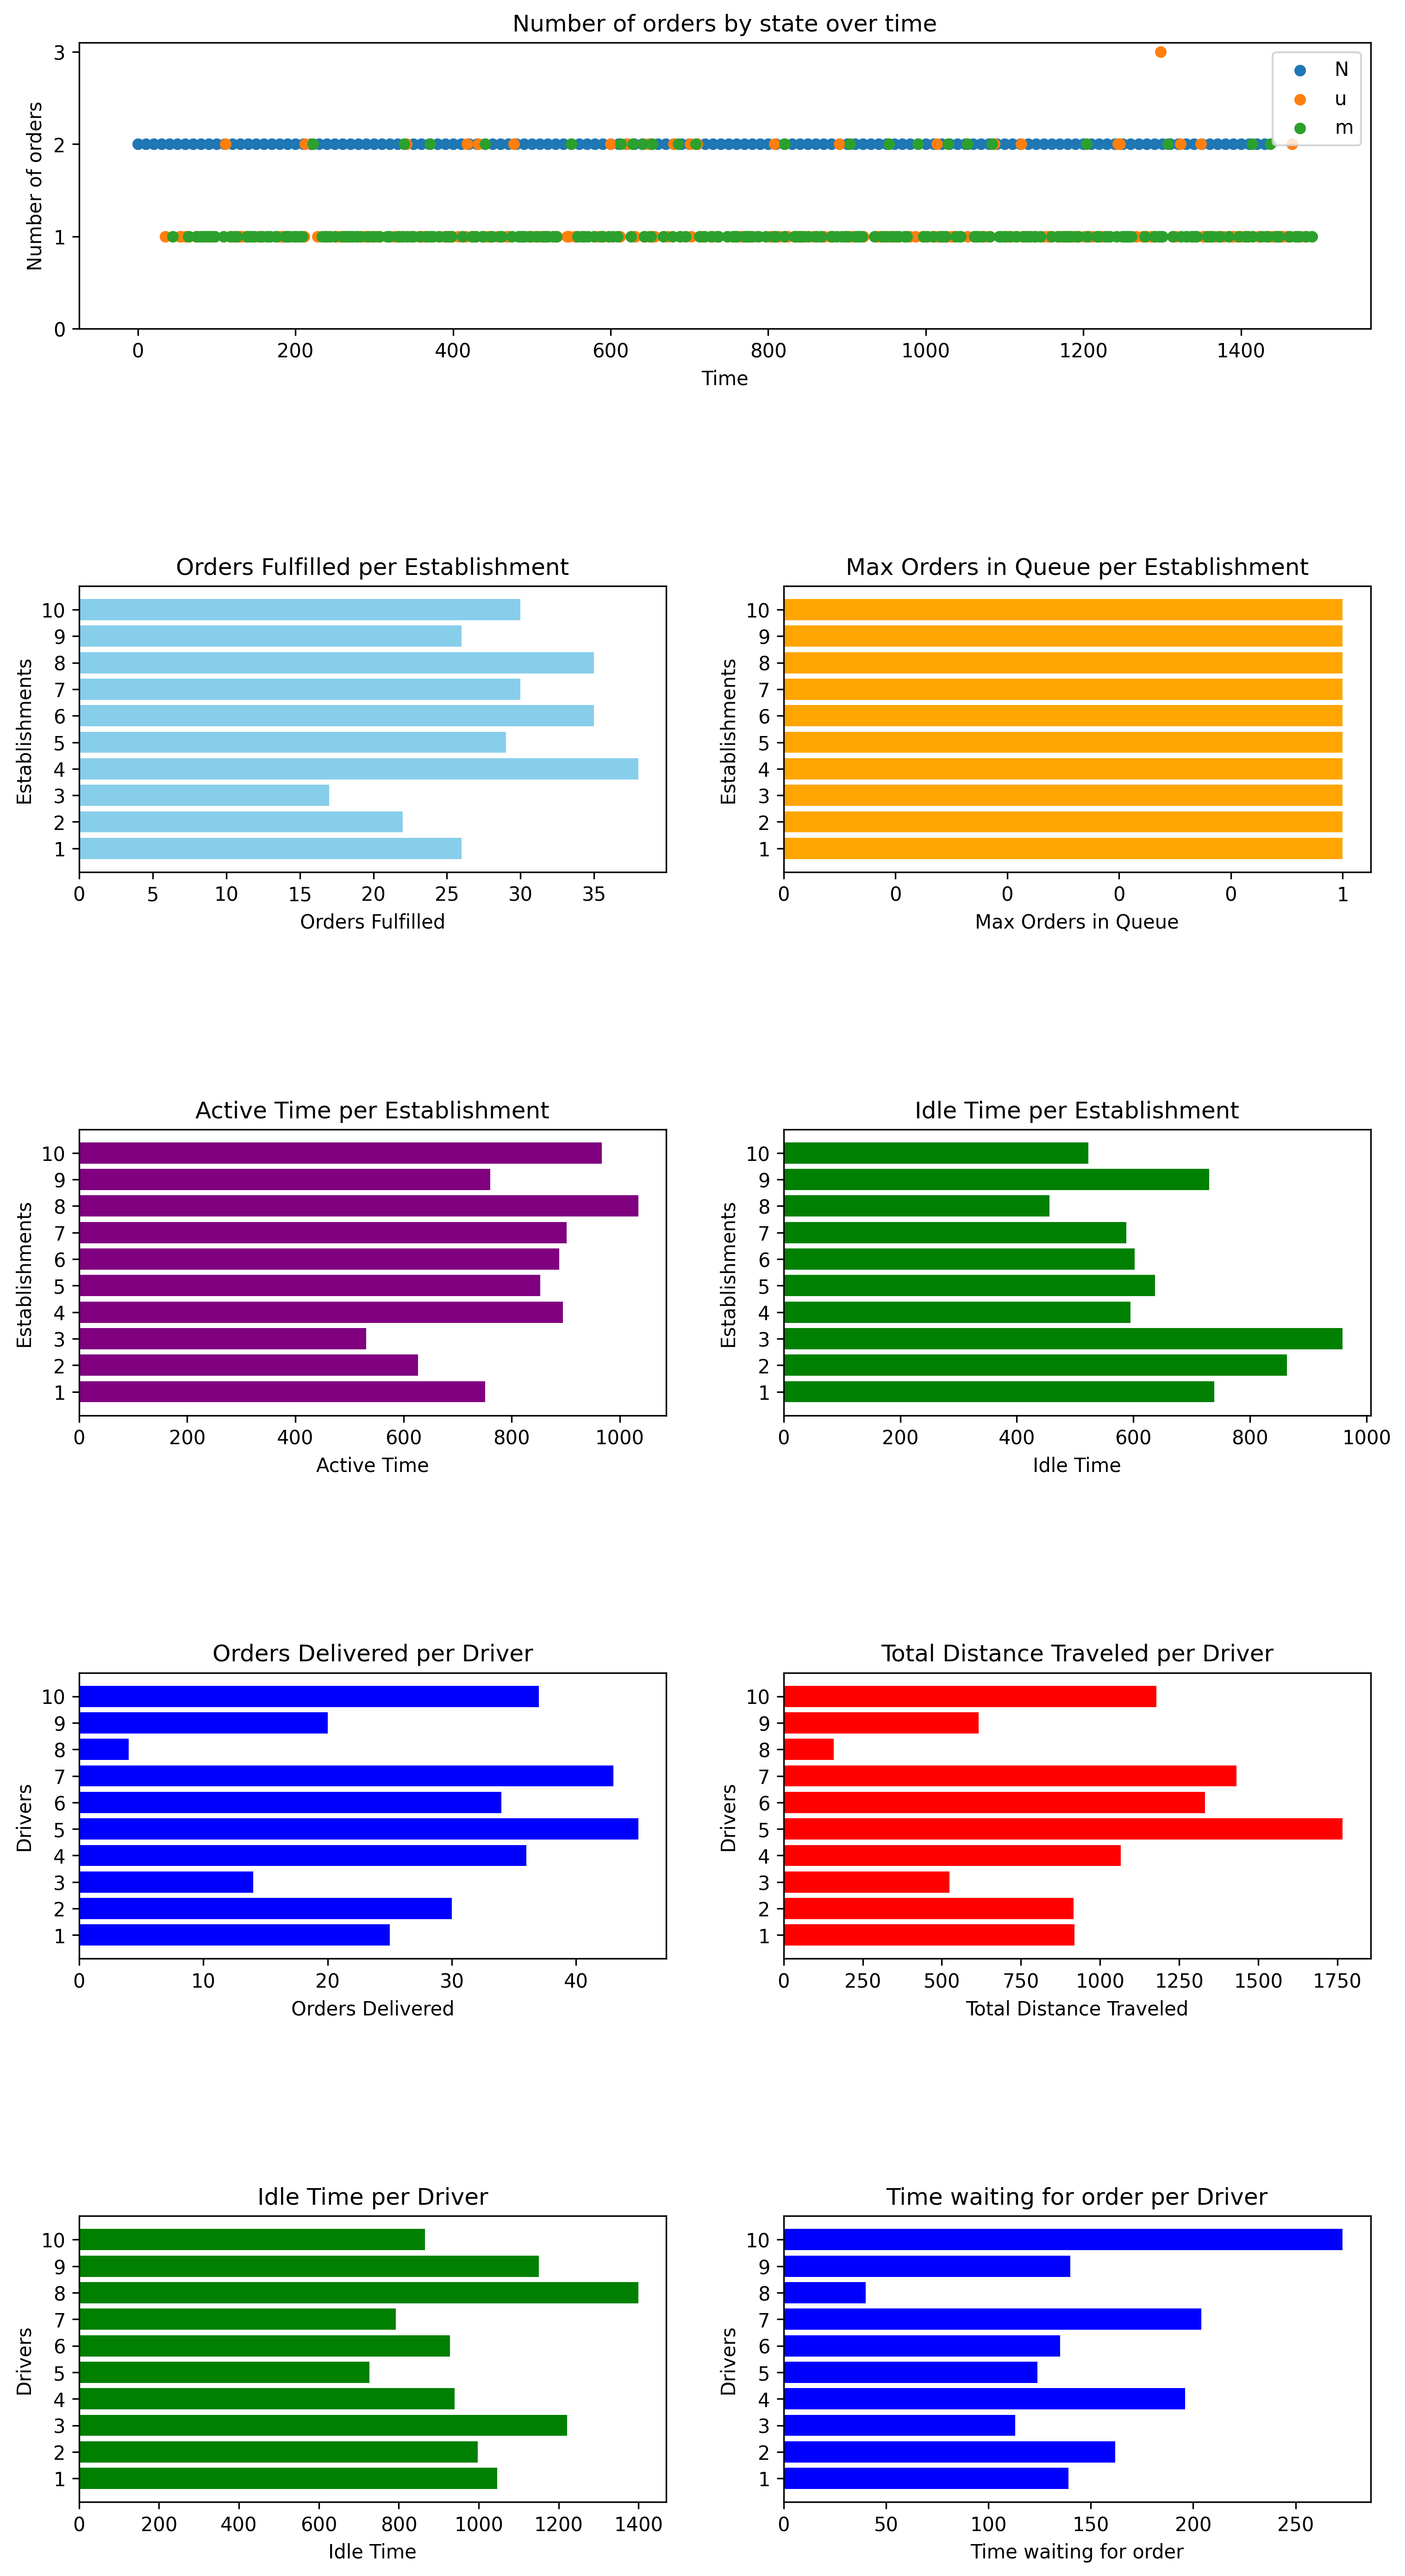 Number of orders by state over time
Number of orders
3
2
1
0
N
u
m
0 200 400 600 800 1000 1200 1400
Time
Orders Fulfilled per Establishment
Establishments
10
9
8
7
6
5
4
3
2
1
0 5 10 15 20 25 30 35
Orders Fulfilled
Max Orders in Queue per Establishment
Establishments
10
9
8
7
6
5
4
3
2
1
0 0 0 0 0 1
Max Orders in Queue
Active Time per Establishment
Establishments
10
9
8
7
6
5
4
3
2
1
0 200 400 600 800 1000
Active Time
Idle Time per Establishment
Establishments
10
9
8
7
6
5
4
3
2
1
0 200 400 600 800 1000
Idle Time
Orders Delivered per Driver
Drivers
10
9
8
7
6
5
4
3
2
1
0 10 20 30 40
Orders Delivered
Total Distance Traveled per Driver
Drivers
10
9
8
7
6
5
4
3
2
1
0 250 500 750 1000 1250 1500 1750
Total Distance Traveled
Idle Time per Driver
Drivers
10
9
8
7
6
5
4
3
2
1
0 200 400 600 800 1000 1200 1400
Idle Time
Time waiting for order per Driver
Drivers
10
9
8
7
6
5
4
3
2
1
0 50 100 150 200 250
Time waiting for order